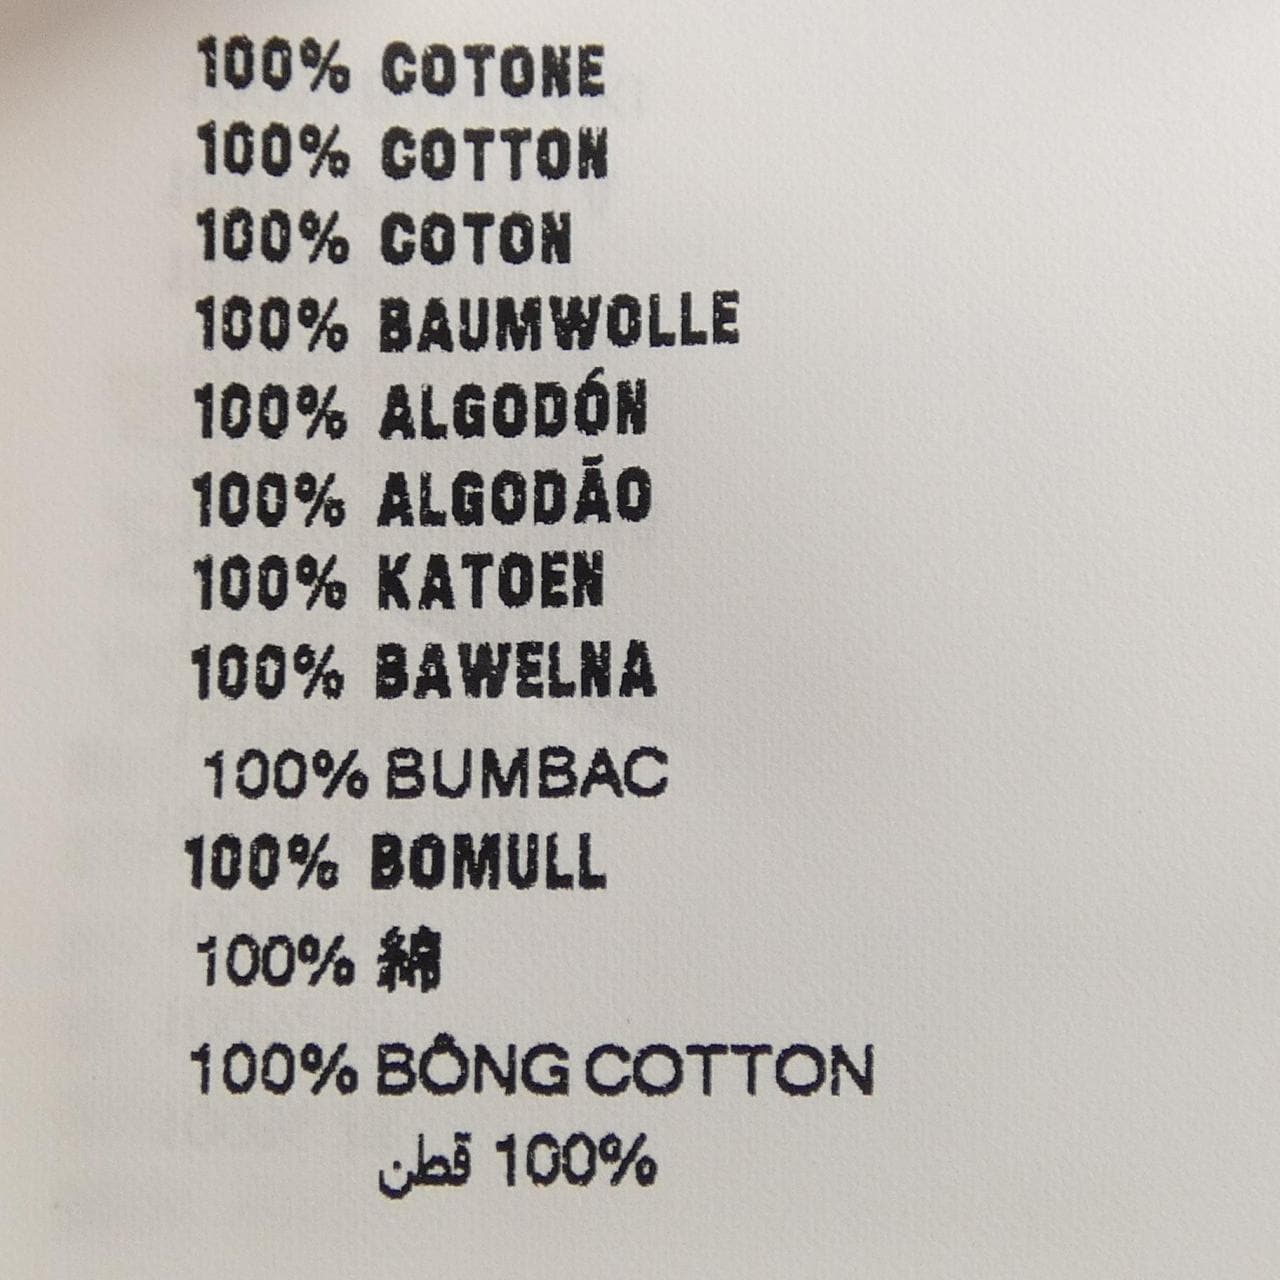 100% COTONE
100% COTTON
100% COTON
100% BAUMWOLLE
100% ALGODÓN
100% ALGODÃO
100% KATOEN
100% BAWELNA
100% BUMBAC
100% BOMULL
100% 綿
100% BÔNG COTTON
100% قطن